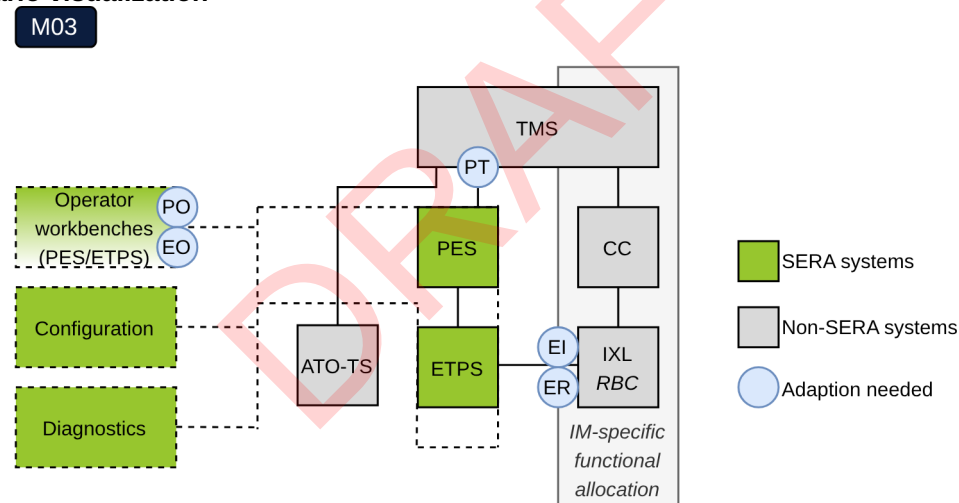 M03
TMS
PT
Operator
workbenches
(PES/ETPS)
PO
EO
PES
CC
SERA systems
Configuration
Non-SERA systems
ATO-TS
ETPS
EI
ER
IXL
RBC
Adaption needed
Diagnostics
IM-specific
functional
allocation
DRAF